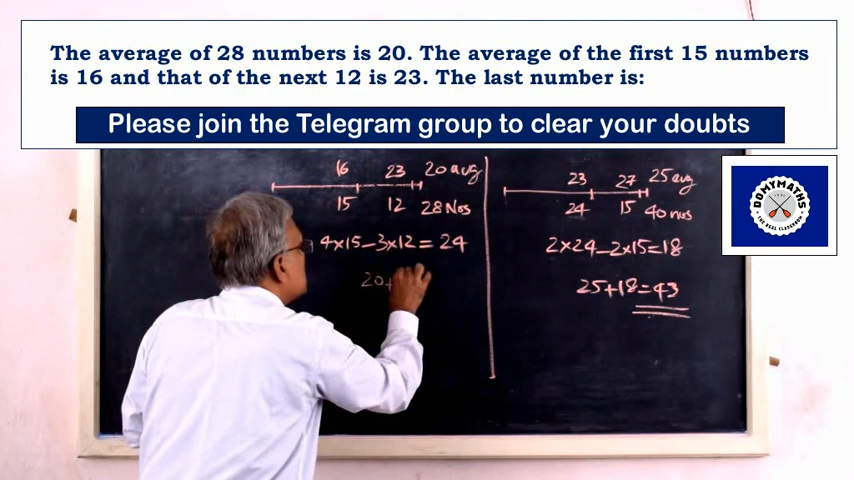 The average of 28 numbers is 20. The average of the first 15 numbers
is 16 and that of the next 12 is 23. The last number is:
Please join the Telegram group to clear your doubts
16 23 20 avg
15 12 28 Nos
4×15-3×12=24
20+
23 27 25 avg
24 15 40 nos
2×24-2×15=18
25+18=43
DOMYMATHS
THE REAL CLASSROOM